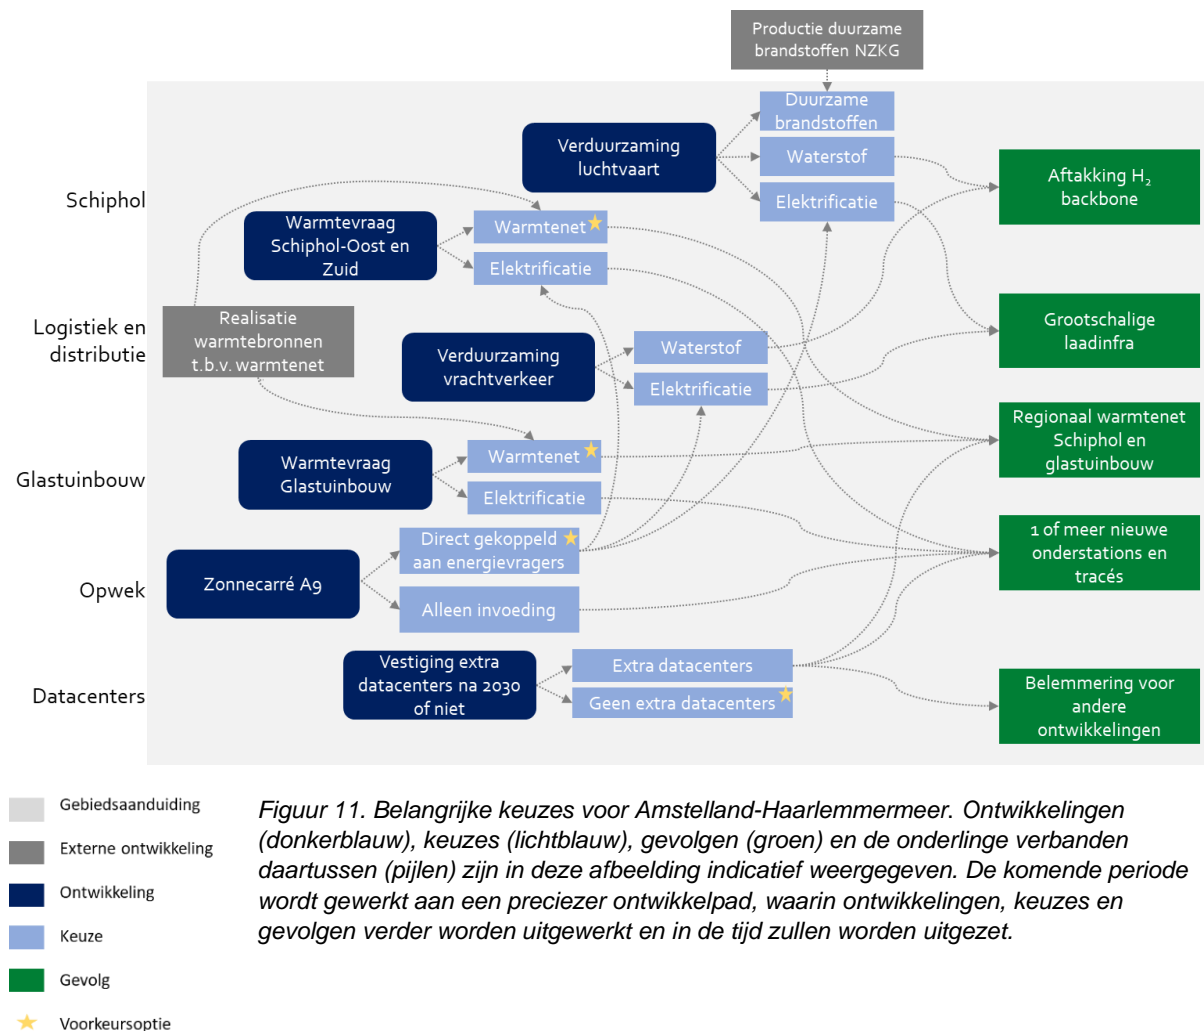 Productie duurzame
brandstoffen NZKG
Schiphol
Verduurzaming
luchtvaart
Duurzame
brandstoffen
Waterstof
Elektrificatie
Aftakking H₂
backbone
Warmtevraag
Schiphol-Oost en
Zuid
Warmtenet
Elektrificatie
Logistiek en
distributie
Realisatie
warmtebronnen
t.b.v. warmtenet
Verduurzaming
vrachtverkeer
Waterstof
Elektrificatie
Grootschalige
laadinfra
Glastuinbouw
Warmtevraag
Glastuinbouw
Warmtenet
Elektrificatie
Regionaal warmtenet
Schiphol en
glastuinbouw
Opwek
Zonnecarré A9
Direct gekoppeld
aan energievragers
Alleen invoeding
1 of meer nieuwe
onderstations en
tracés
Datacenters
Vestiging extra
datacenters na 2030
of niet
Extra datacenters
Geen extra datacenters
Belemmering voor
andere
ontwikkelingen
Gebiedsaanduiding
Externe ontwikkeling
Ontwikkeling
Keuze
Gevolg
Voorkeursoptie
Figuur 11. Belangrijke keuzes voor Amstelland-Haarlemmermeer. Ontwikkelingen
(donkerblauw), keuzes (lichtblauw), gevolgen (groen) en de onderlinge verbanden
daartussen (pijlen) zijn in deze afbeelding indicatief weergegeven. De komende periode
wordt gewerkt aan een preciezer ontwikkelpad, waarin ontwikkelingen, keuzes en
gevolgen verder worden uitgewerkt en in de tijd zullen worden uitgezet.